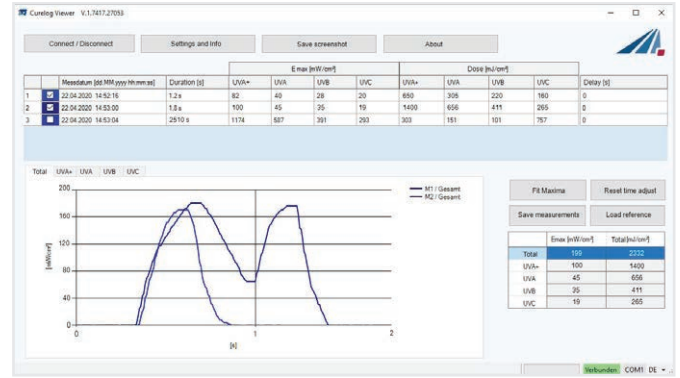 Curelog Viewer V.1.7417.27053
Connect / Disconnect Settings and Info Save screenshot About
E max [mW/cm²] Dose [mJ/cm²]
Messdatum [dd.MM.yyyy hh:mm:ss] Duration [s] UVA+ UVA UVB UVC UVA+ UVA UVB UVC Delay [s]
1 22.04.2020 14:52:16 1.2 s 82 40 28 20 650 305 220 160 0
2 22.04.2020 14:53:00 1,8 s 100 45 35 19 1400 656 411 265 0
3 22.04.2020 14:53:04 2510 s 1174 587 391 293 303 151 101 757 0
Total UVA+ UVA UVB UVC
200
160
120
80
40
0
[mW/cm²]
0 1 2
[s]
M1 / Gesamt
M2 / Gesamt
Fit Maxima Reset time adjust
Save measurements Load reference
Emax [mW/cm²] Total [mJ/cm²]
Total 199 2332
UVA+ 100 1400
UVA 45 656
UVB 35 411
UVC 19 265
Verbunden COM1 DE